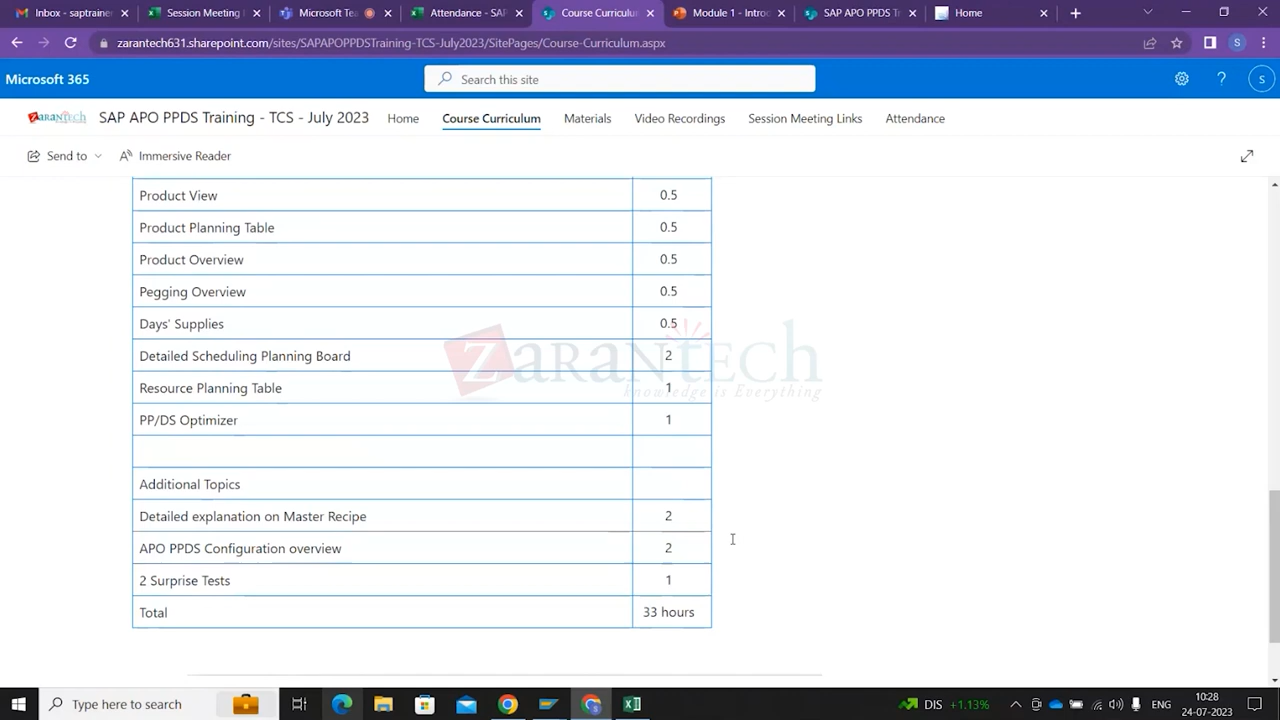 Inbox - saptrainer
Session Meeting L
Microsoft Tea
Attendance - SAP
Course Curriculum
Module 1 - Introd
SAP APO PPDS Tr
Home
zarantech631.sharepoint.com/sites/SAPAPOPPDSTraining-TCS-July2023/SitePages/Course-Curriculum.aspx
S
Microsoft 365
Search this site
S
ZaranTech
SAP APO PPDS Training - TCS - July 2023
Home
Course Curriculum
Materials
Video Recordings
Session Meeting Links
Attendance
Send to
Immersive Reader
Product View 0.5
Product Planning Table 0.5
Product Overview 0.5
Pegging Overview 0.5
Days' Supplies 0.5
Detailed Scheduling Planning Board 2
Resource Planning Table 1
PP/DS Optimizer 1
ZaranTech
knowledge is Everything
Additional Topics
Detailed explanation on Master Recipe 2
APO PPDS Configuration overview 2
2 Surprise Tests 1
Total 33 hours
Type here to search
DIS +1.13%
ENG
10:28
24-07-2023